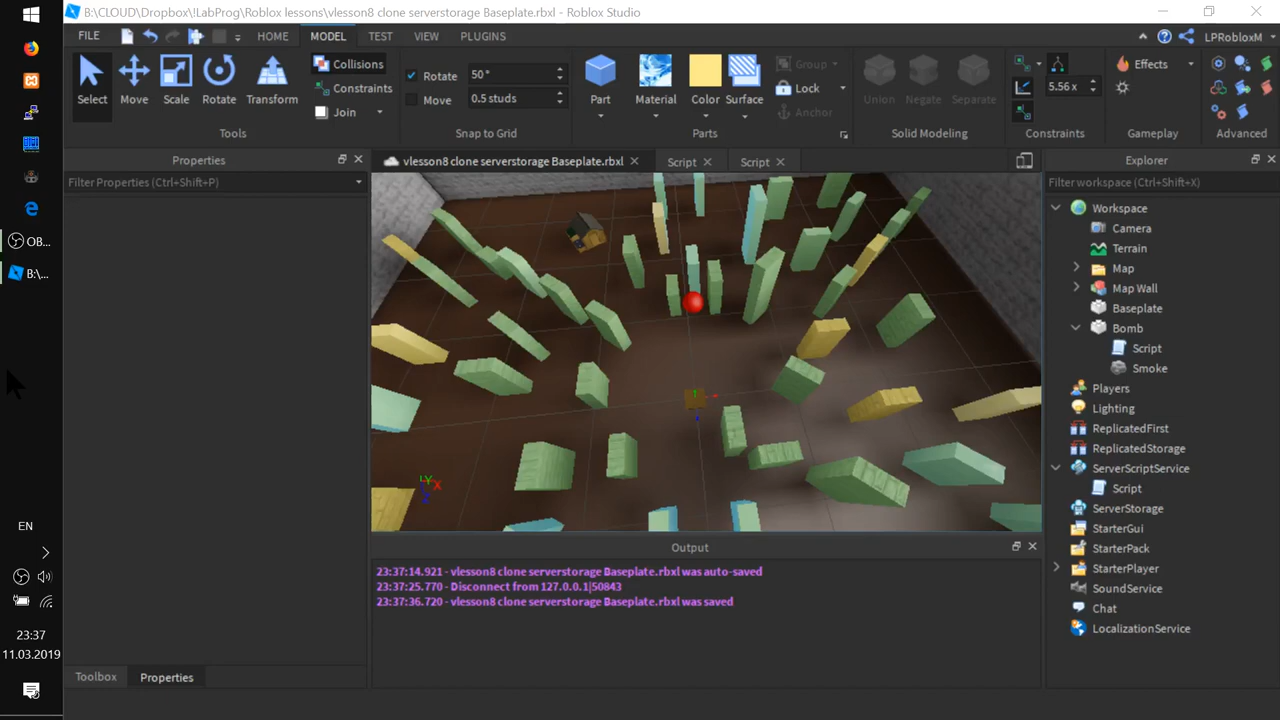 B:\CLOUD\Dropbox\!LabProg\Roblox lessons\vlesson8 clone serverstorage Baseplate.rbxl - Roblox Studio
FILE HOME MODEL TEST VIEW PLUGINS LPRobloxM
Select Move Scale Rotate Transform
Collisions
Constraints
Join
Tools
Rotate 50°
Move 0.5 studs
Snap to Grid
Part Material Color Surface
Group
Lock
Anchor
Parts
Union Negate Separate
Solid Modeling
5.56 x
Constraints
Effects
Gameplay
Advanced
Properties
Filter Properties (Ctrl+Shift+P)
vlesson8 clone serverstorage Baseplate.rbxl
Script
Script
Explorer
Filter workspace (Ctrl+Shift+X)
Workspace
Camera
Terrain
Map
Map Wall
Baseplate
Bomb
Script
Smoke
Players
Lighting
ReplicatedFirst
ReplicatedStorage
ServerScriptService
Script
ServerStorage
StarterGui
StarterPack
StarterPlayer
SoundService
Chat
LocalizationService
Y X Z
Output
23:37:14.921 - vlesson8 clone serverstorage Baseplate.rbxl was auto-saved
23:37:25.770 - Disconnect from 127.0.0.1|50843
23:37:36.720 - vlesson8 clone serverstorage Baseplate.rbxl was saved
Toolbox Properties
OB...
B:\...
EN
23:37
11.03.2019